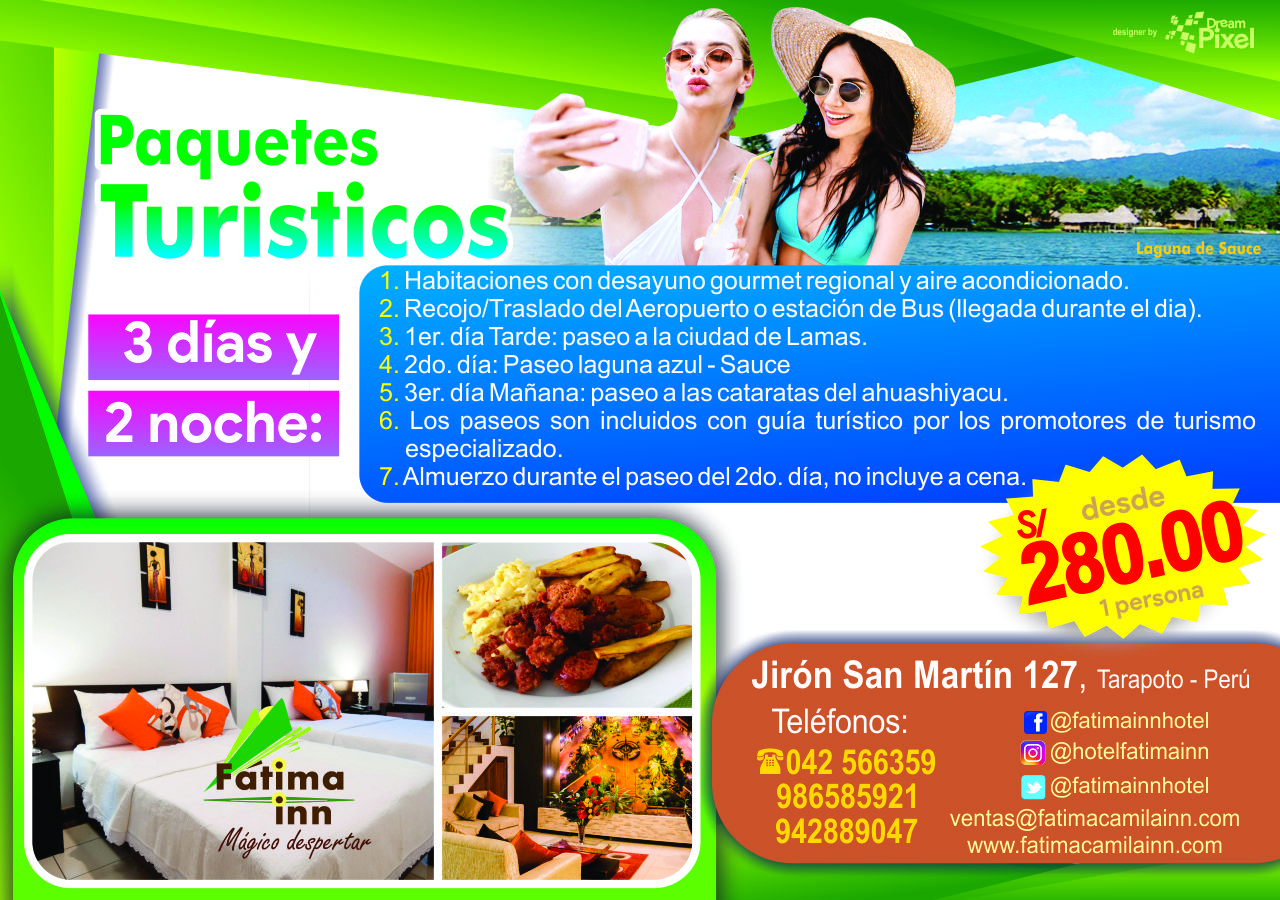 designer by Dream Pixel
Paquetes
Turisticos
Laguna de Sauce
3 días y
2 noche:
1. Habitaciones con desayuno gourmet regional y aire acondicionado.
2. Recojo/Traslado del Aeropuerto o estación de Bus (llegada durante el dia).
3. 1er. día Tarde: paseo a la ciudad de Lamas.
4. 2do. día: Paseo laguna azul - Sauce
5. 3er. día Mañana: paseo a las cataratas del ahuashiyacu.
6. Los paseos son incluidos con guía turístico por los promotores de turismo
especializado.
7. Almuerzo durante el paseo del 2do. día, no incluye a cena.
desde
S/ 280.00
1 persona
Fatima
inn
Mágico despertar
Jirón San Martín 127, Tarapoto - Perú
Teléfonos:
☎042 566359
986585921
942889047
@fatimainnhotel
@hotelfatimainn
@fatimainnhotel
ventas@fatimacamilainn.com
www.fatimacamilainn.com